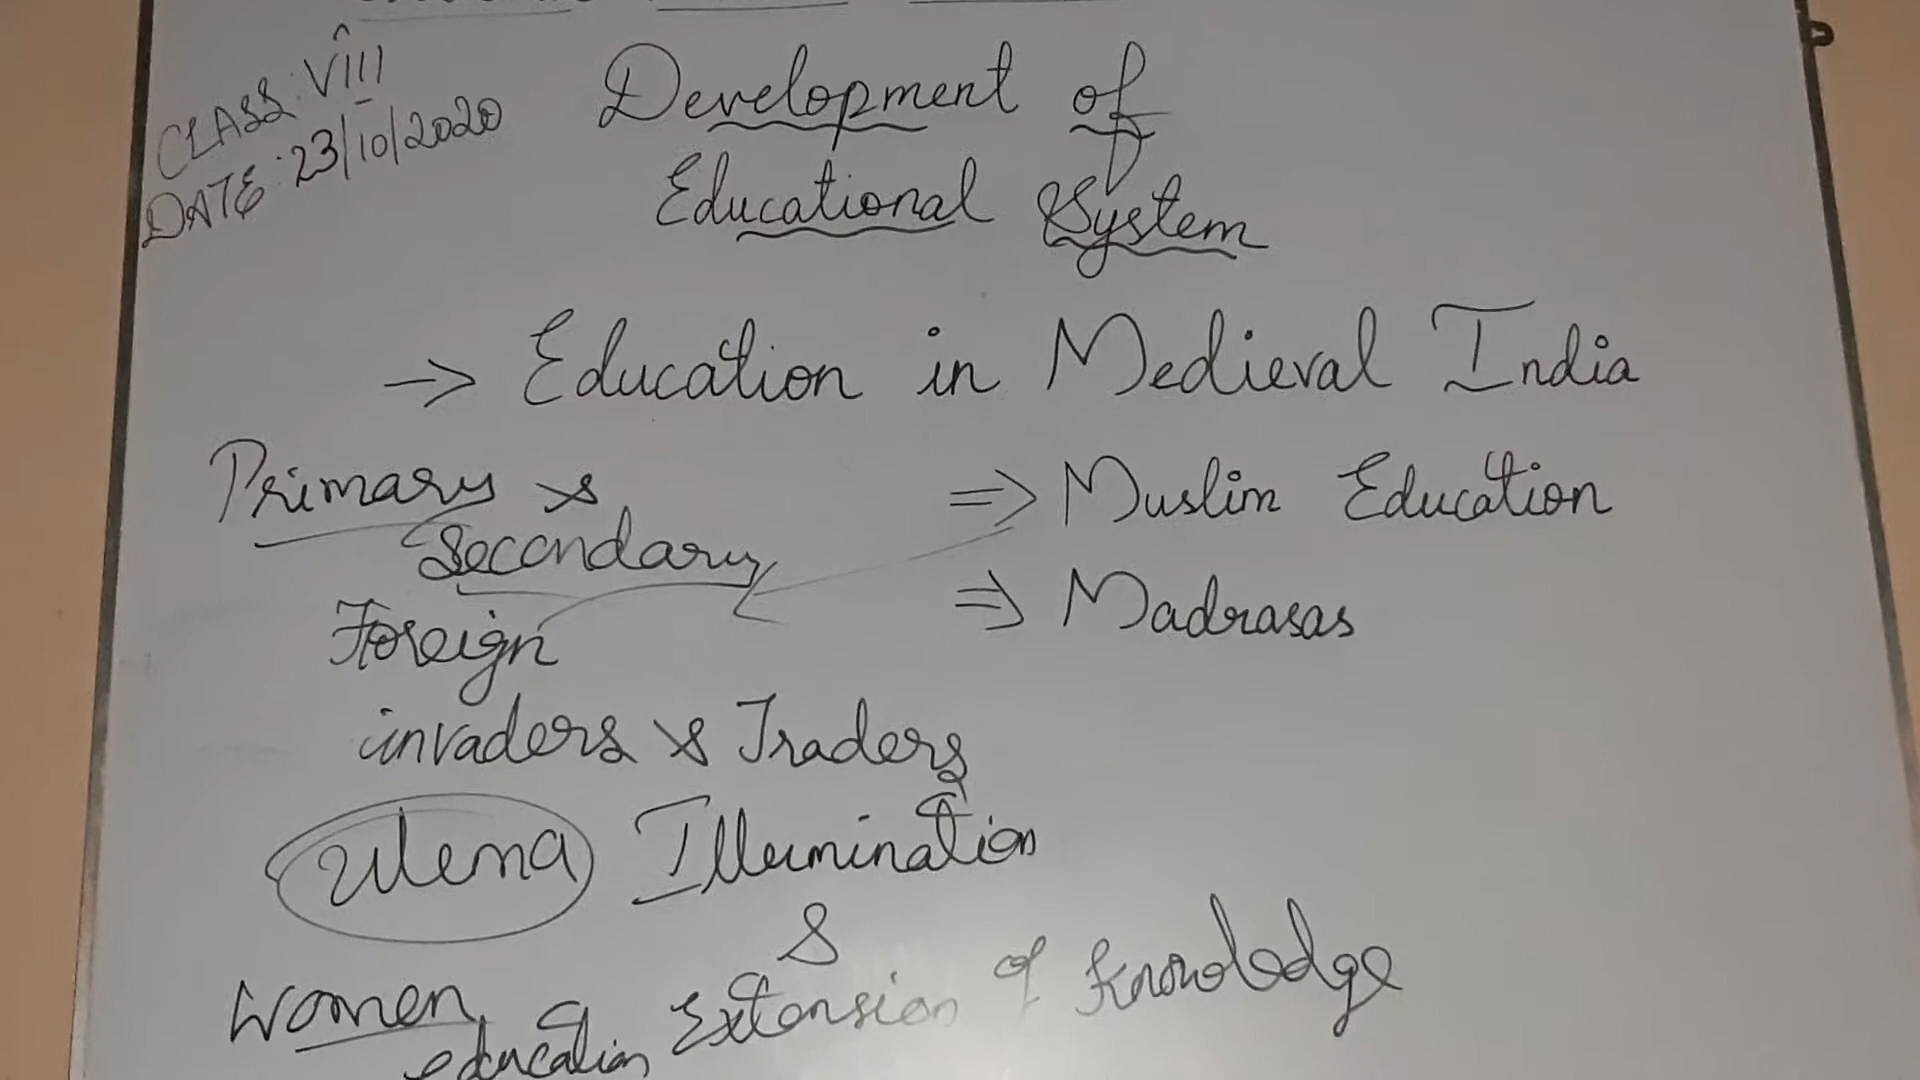 CLASS: VIII
DATE: 23/10/2020
Development of
Educational System
→ Education in Medieval India
Primary &
Secondary
⇒ Muslim Education
⇒ Madrasas
Foreign
invaders & Traders
Ulema Illumination
&
Extension of Knowledge
Women
education